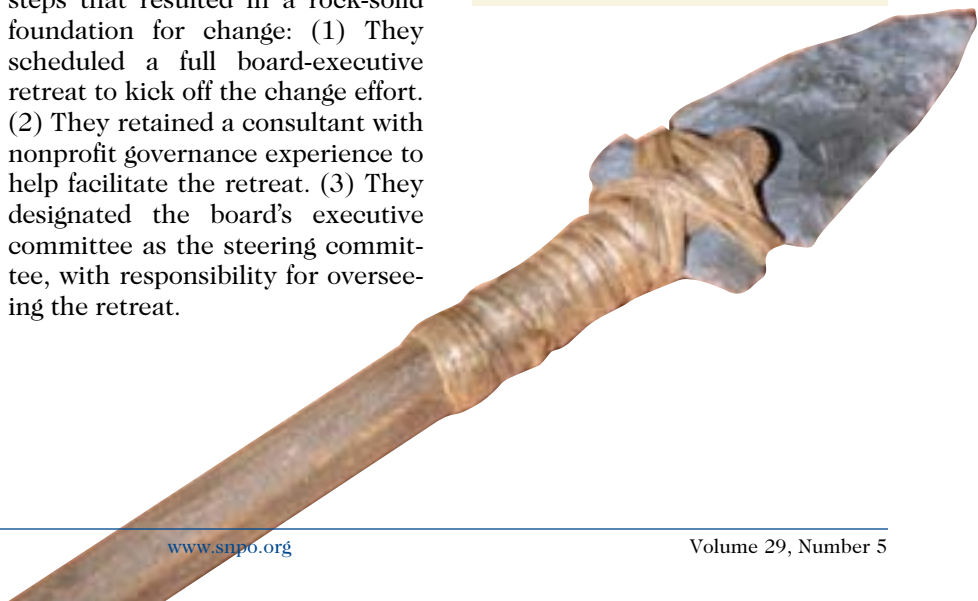 steps that resulted in a rock-solid
foundation for change: (1) They
scheduled a full board-executive
retreat to kick off the change effort.
(2) They retained a consultant with
nonprofit governance experience to
help facilitate the retreat. (3) They
designated the board's executive
committee as the steering commit-
tee, with responsibility for oversee-
ing the retreat.
www.snpo.org
Volume 29, Number 5